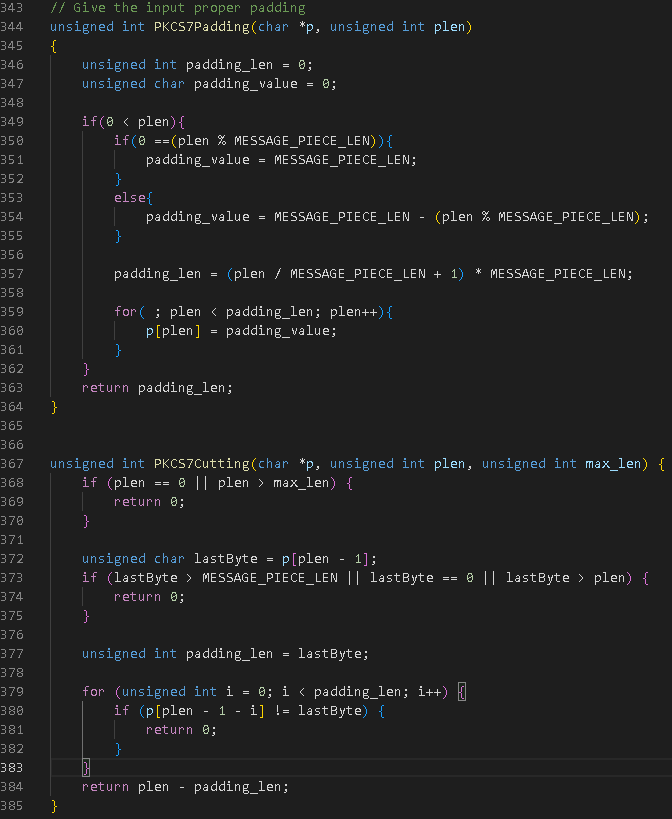 343 // Give the input proper padding
344 unsigned int PKCS7Padding(char *p, unsigned int plen)
345 {
346     unsigned int padding_len = 0;
347     unsigned char padding_value = 0;
348
349     if(0 < plen){
350         if(0 ==(plen % MESSAGE_PIECE_LEN)){
351             padding_value = MESSAGE_PIECE_LEN;
352         }
353         else{
354             padding_value = MESSAGE_PIECE_LEN - (plen % MESSAGE_PIECE_LEN);
355         }
356
357         padding_len = (plen / MESSAGE_PIECE_LEN + 1) * MESSAGE_PIECE_LEN;
358
359         for( ; plen < padding_len; plen++){
360             p[plen] = padding_value;
361         }
362     }
363     return padding_len;
364 }
365
366
367 unsigned int PKCS7Cutting(char *p, unsigned int plen, unsigned int max_len) {
368     if (plen == 0 || plen > max_len) {
369         return 0;
370     }
371
372     unsigned char lastByte = p[plen - 1];
373     if (lastByte > MESSAGE_PIECE_LEN || lastByte == 0 || lastByte > plen) {
374         return 0;
375     }
376
377     unsigned int padding_len = lastByte;
378
379     for (unsigned int i = 0; i < padding_len; i++) {
380         if (p[plen - 1 - i] != lastByte) {
381             return 0;
382         }
383     }
384     return plen - padding_len;
385 }